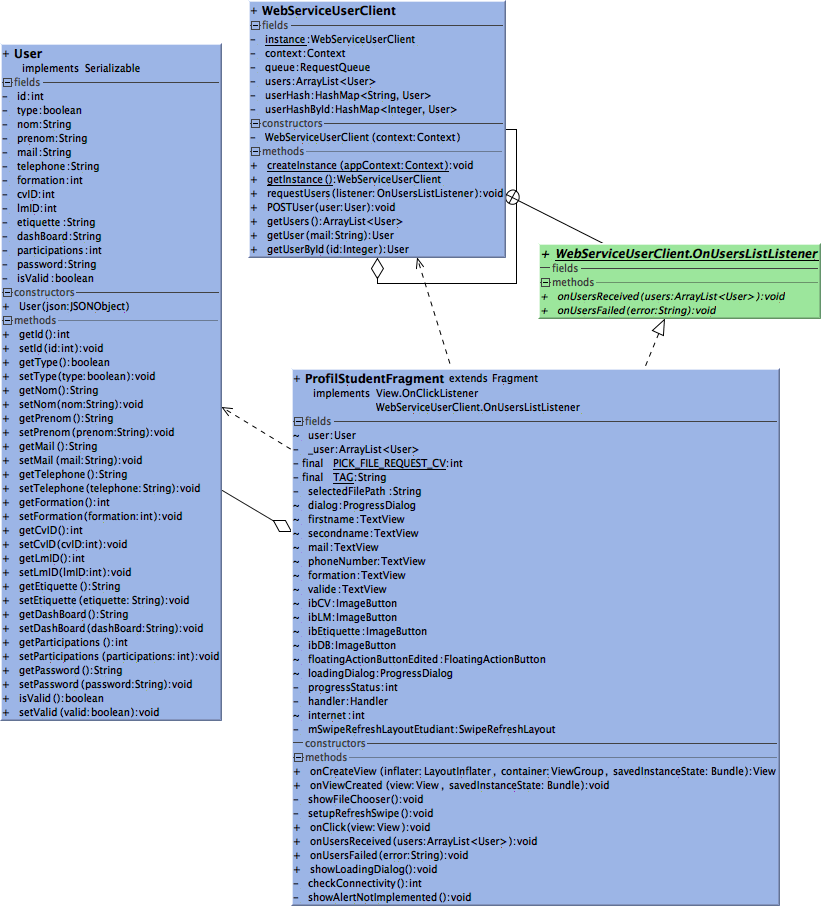 + WebServiceUserClient
fields
- instance:WebServiceUserClient
- context:Context
- queue:RequestQueue
- users:ArrayList<User>
- userHash:HashMap<String, User>
- userHashById:HashMap<Integer, User>
constructors
- WebServiceUserClient (context:Context)
methods
+ createInstance (appContext:Context):void
+ getInstance ():WebServiceUserClient
+ requestUsers (listener: OnUsersListListener):void
+ POSTUser (user:User):void
+ getUsers ():ArrayList<User>
+ getUser (mail:String):User
+ getUserById (id:Integer):User
+ User
implements Serializable
fields
- id:int
- type:boolean
- nom:String
- prenom:String
- mail:String
- telephone:String
- formation:int
- cvID:int
- lmID:int
- etiquette :String
- dashBoard:String
- participations:int
- password:String
- isValid:boolean
constructors
+ User(json:JSONObject)
methods
+ getId():int
+ setId(id:int):void
+ getType():boolean
+ setType(type:boolean):void
+ getNom():String
+ setNom(nom:String):void
+ getPrenom():String
+ setPrenom(prenom:String):void
+ getMail():String
+ setMail(mail:String):void
+ getTelephone():String
+ setTelephone(telephone:String):void
+ getFormation():int
+ setFormation(formation:int):void
+ getCvID():int
+ setCvID(cvID:int):void
+ getLmID():int
+ setLmID(lmID:int):void
+ getEtiquette ():String
+ setEtiquette (etiquette: String):void
+ getDashBoard():String
+ setDashBoard(dashBoard:String):void
+ getParticipations ():int
+ setParticipations (participations:int):void
+ getPassword():String
+ setPassword(password:String):void
+ isValid():boolean
+ setValid (valid:boolean):void
+ WebServiceUserClient.OnUsersListListener
fields
methods
+ onUsersReceived(users:ArrayList<User>):void
+ onUsersFailed(error:String):void
+ ProfilStudentFragment extends Fragment
implements View.OnClickListener
WebServiceUserClient.OnUsersListListener
fields
~ user:User
- _user:ArrayList<User>
- final PICK_FILE_REQUEST_CV:int
- final TAG:String
- selectedFilePath :String
~ dialog:ProgressDialog
~ firstname:TextView
~ secondname:TextView
~ mail:TextView
~ phoneNumber:TextView
~ formation:TextView
~ valide:TextView
~ ibCV:ImageButton
~ ibLM:ImageButton
~ ibEtiquette:ImageButton
~ ibDB:ImageButton
~ floatingActionButtonEdited:FloatingActionButton
~ loadingDialog:ProgressDialog
- progressStatus:int
- handler:Handler
~ internet:int
- mSwipeRefreshLayoutEtudiant:SwipeRefreshLayout
constructors
methods
+ onCreateView (inflater: LayoutInflater , container:ViewGroup, savedInstanceState: Bundle):View
+ onViewCreated (view:View , savedInstanceState: Bundle):void
- showFileChooser():void
- setupRefreshSwipe():void
+ onClick(view:View ):void
+ onUsersReceived(users:ArrayList<User>):void
+ onUsersFailed(error:String):void
+ showLoadingDialog():void
- checkConnectivity():int
- showAlertNotImplemented():void